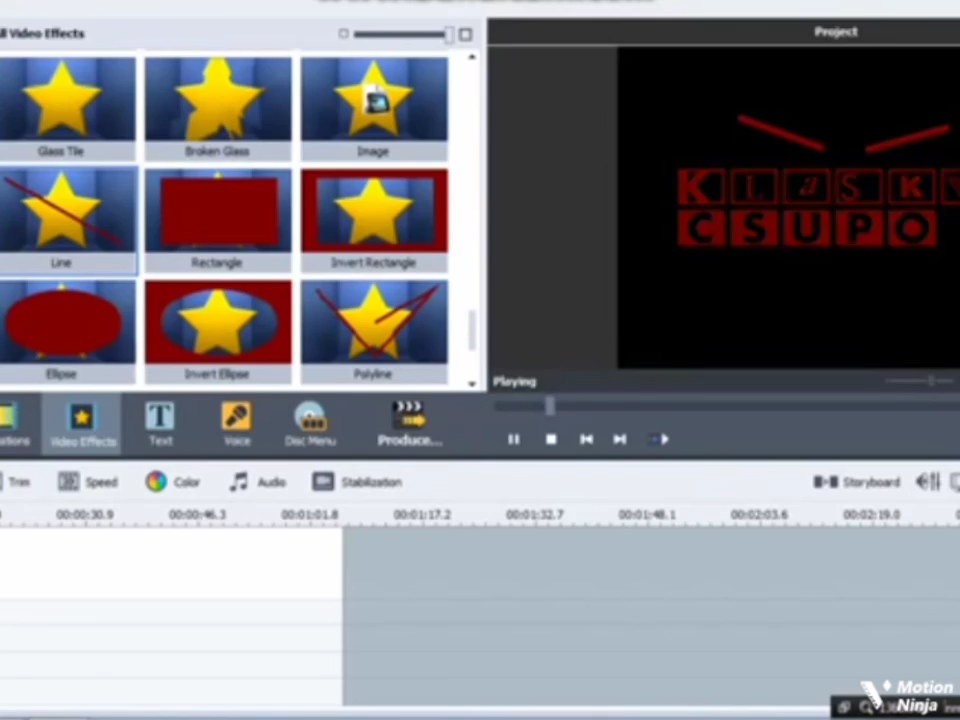 ll Video Effects
Project
Glass Tile Broken Glass Image
KLaSK
CSUPO
Line Rectangle Invert Rectangle
Ellipse Invert Ellipse Polyline
Playing
Video Effects Text Voice Disc Menu Produce...
Trim Speed Color Audio Stabilization Storyboard
00:00:30.9 00:00:46.3 00:01:01.8 00:01:17.2 00:01:32.7 00:01:48.1 00:02:03.6 00:02:19.0
Motion
Ninja